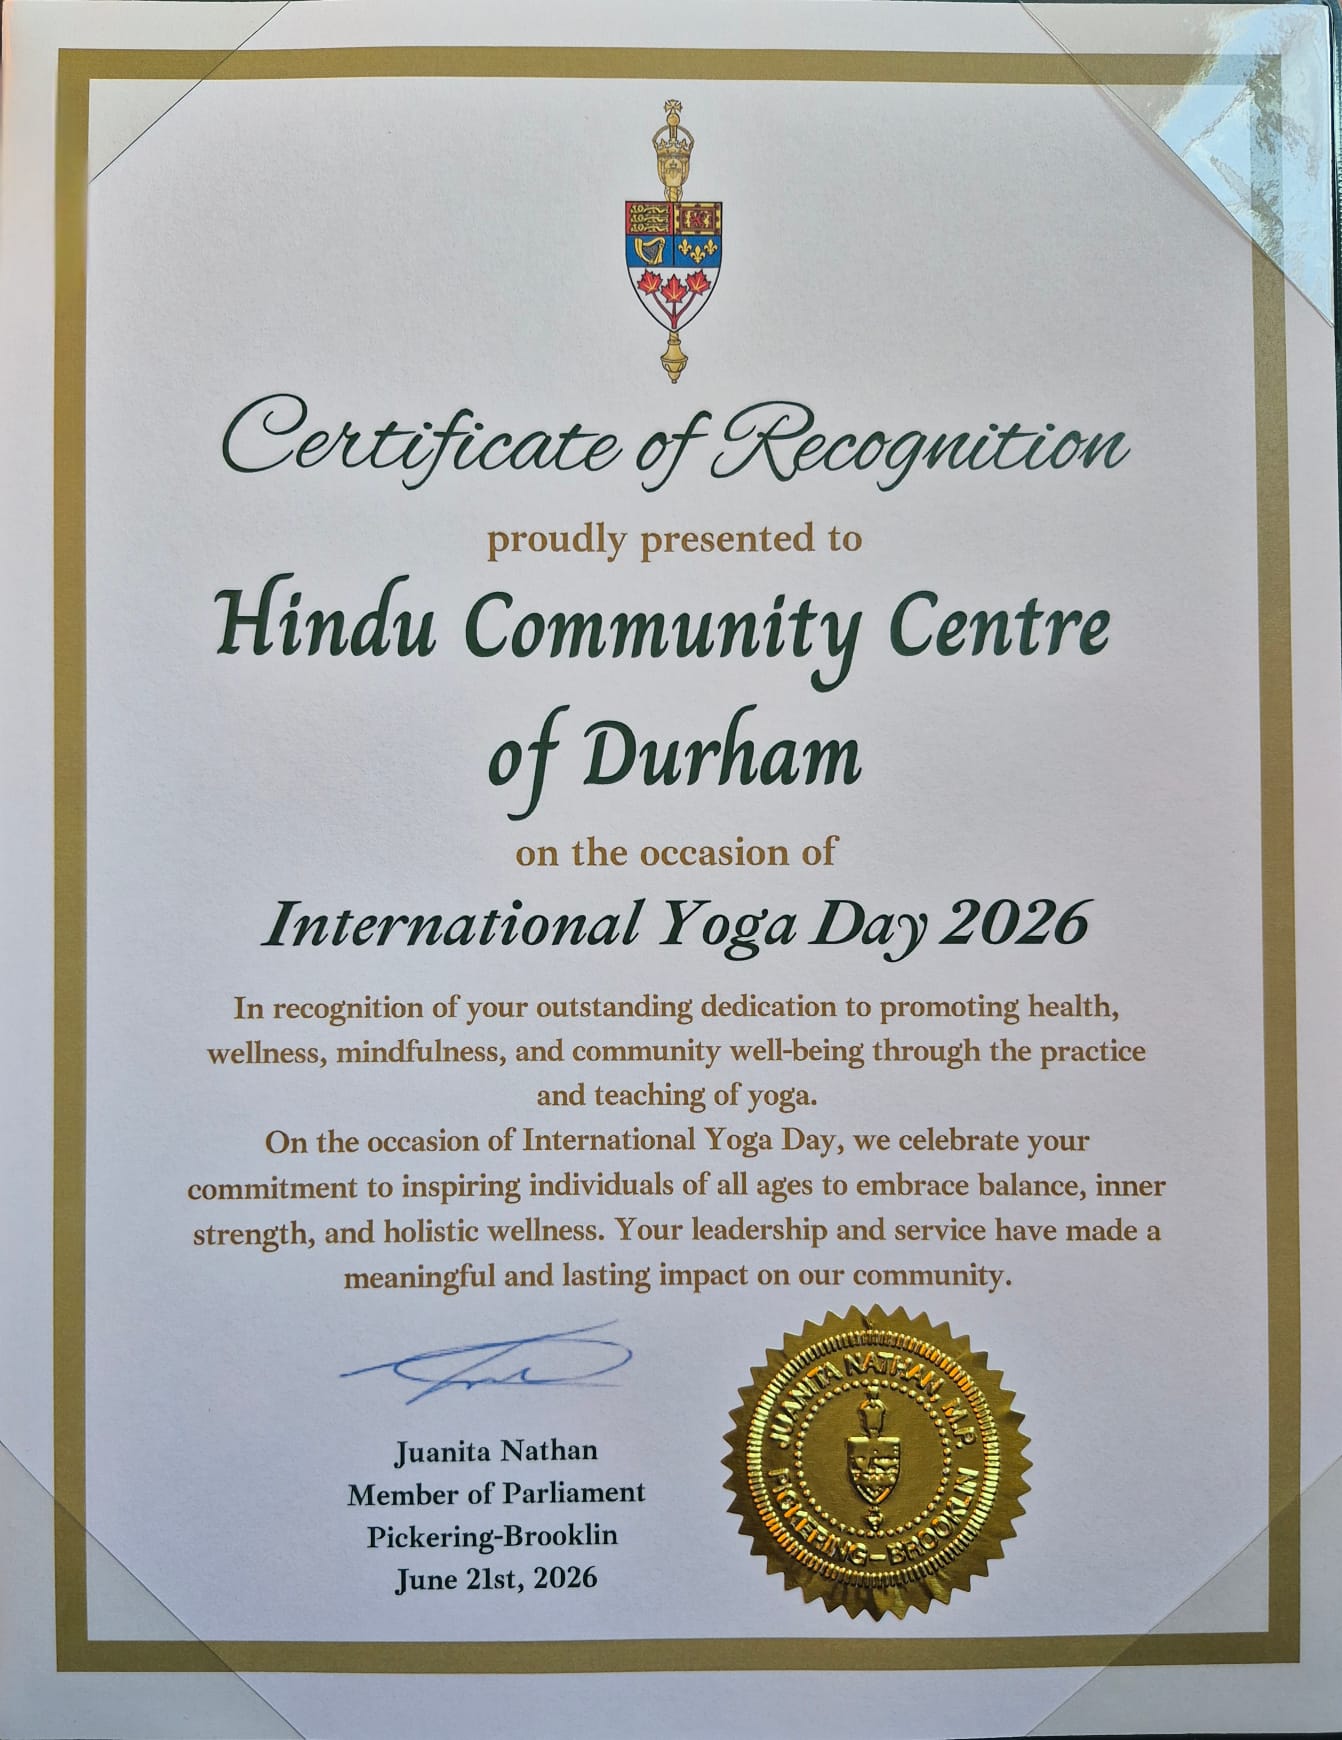 Certificate of Recognition
proudly presented to
Hindu Community Centre
of Durham
on the occasion of
International Yoga Day 2026
In recognition of your outstanding dedication to promoting health,
wellness, mindfulness, and community well-being through the practice
and teaching of yoga.
On the occasion of International Yoga Day, we celebrate your
commitment to inspiring individuals of all ages to embrace balance, inner
strength, and holistic wellness. Your leadership and service have made a
meaningful and lasting impact on our community.
Juanita Nathan
Member of Parliament
Pickering-Brooklin
June 21st, 2026
JUANITA NATHAN, M.P.
PICKERING-BROOKLIN